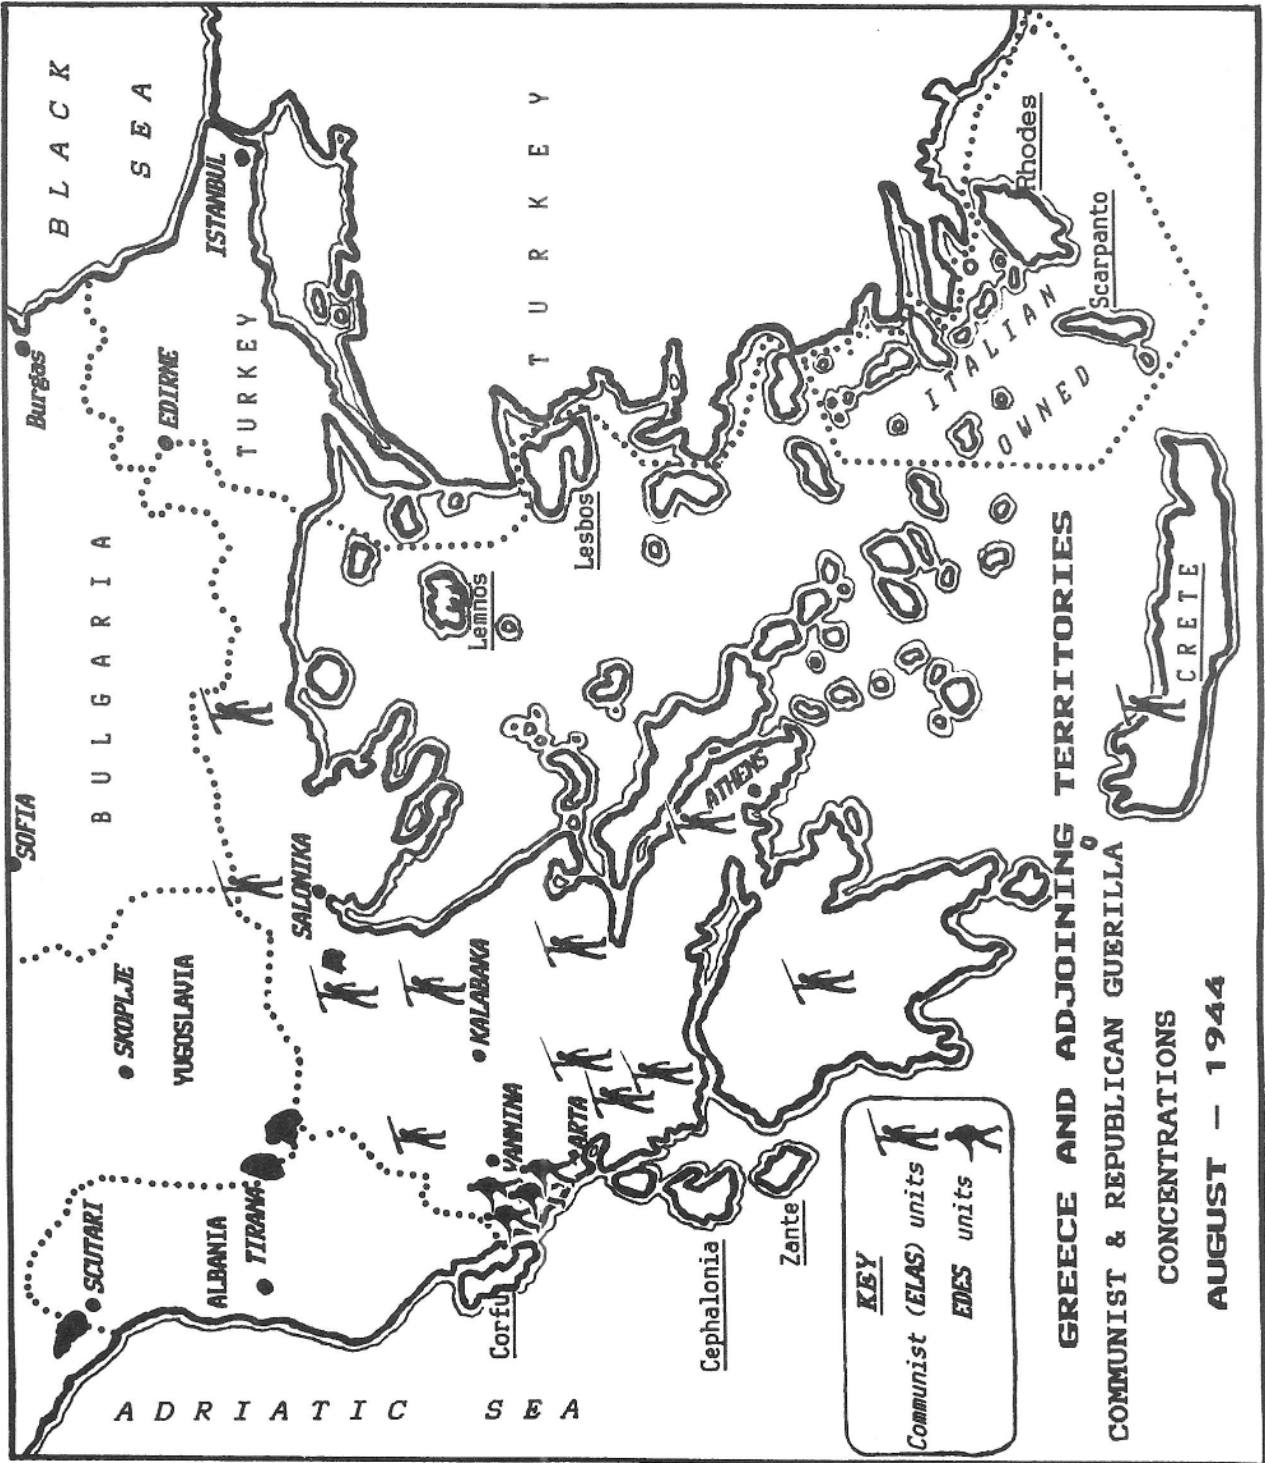 BLACK
SEA
Burgas
ISTANBUL
EDIRNE
TURKEY
TURKEY
SOFIA
BULGARIA
SKOPLJE
YUGOSLAVIA
SALONIKA
SCUTARI
ALBANIA
TIRANA
KALABAKA
YANNINA
ARTA
Corfu
ADRIATIC SEA
Lemnos
Lesbos
ATHENS
Cephalonia
Zante
ITALIAN
OWNED
Rhodes
Scarpanto
CRETE
KEY
Communist (ELAS) units
EDES units
GREECE AND ADJOINING TERRITORIES
COMMUNIST & REPUBLICAN GUERILLA
CONCENTRATIONS
AUGUST — 1944